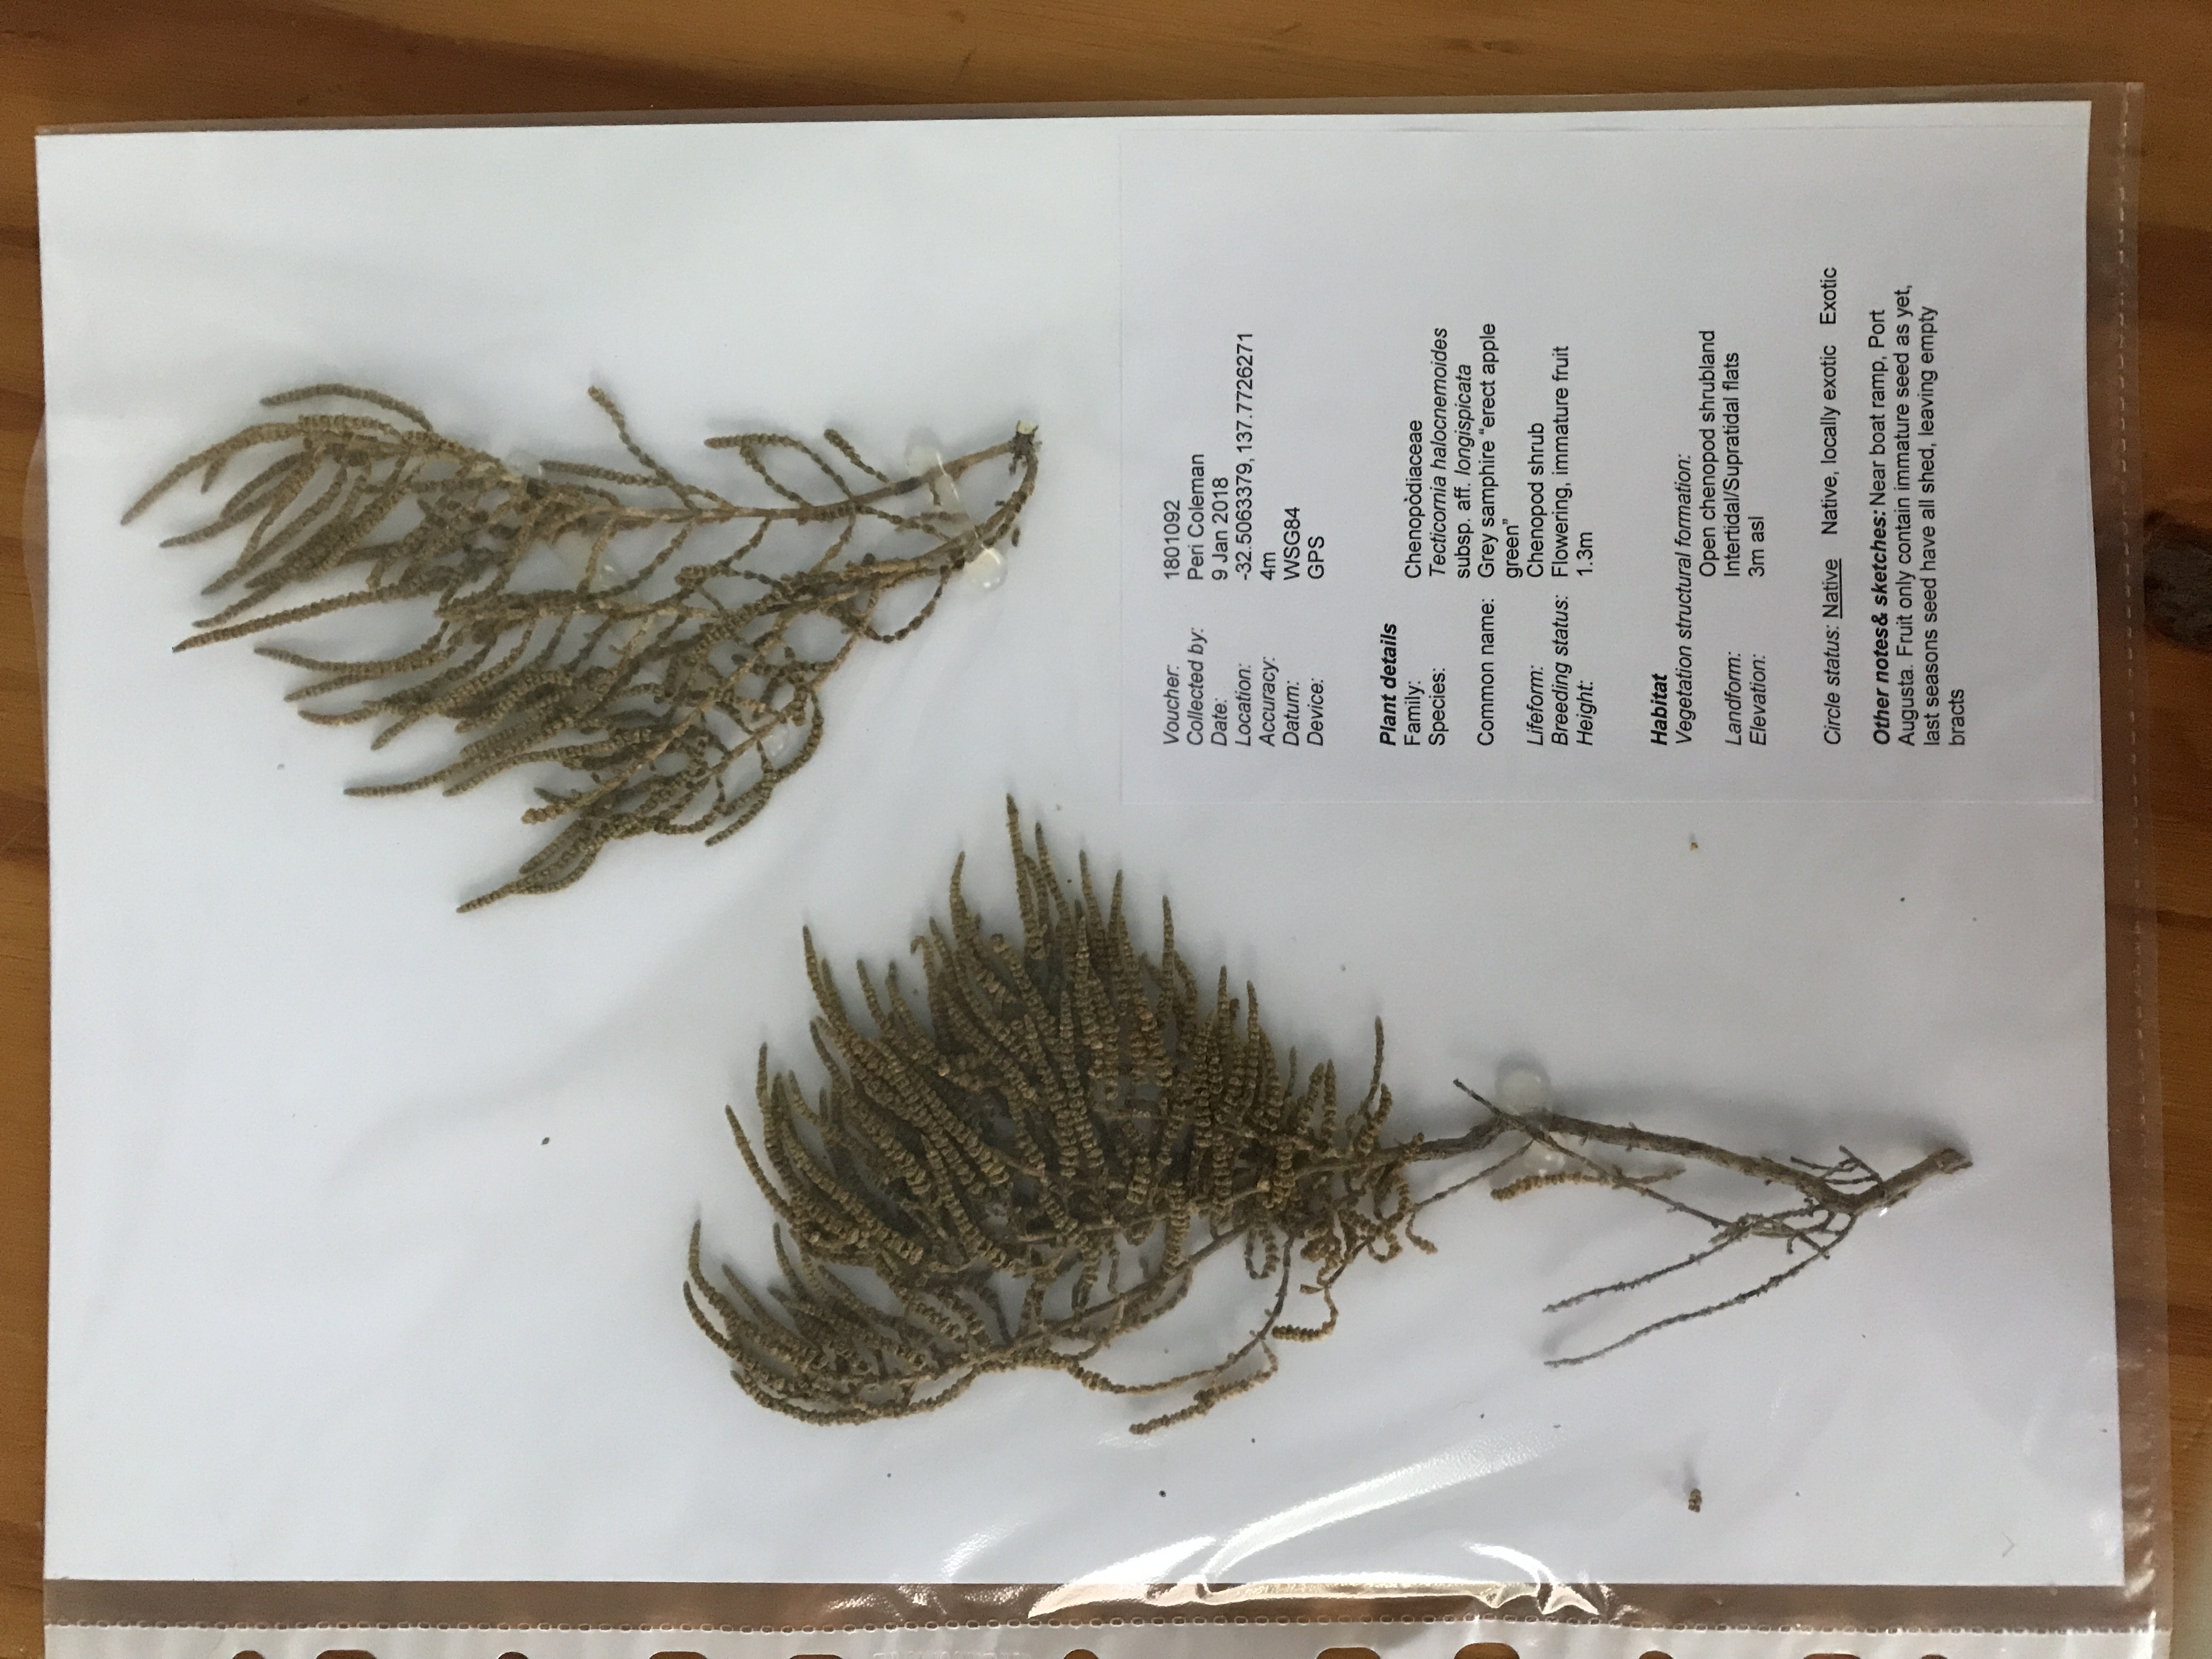 Voucher: 1801092
Collected by: Peri Coleman
Date: 9 Jan 2018
Location: -32.5063379, 137.7726271
Accuracy: 4m
Datum: WSG84
Device: GPS
Plant details
Family: Chenopòdiaceae
Species: Tecticornia halocnemoides
subsp. aff. longispicata
Common name: Grey samphire “erect apple
green”
Lifeform: Chenopod shrub
Breeding status: Flowering, immature fruit
Height: 1.3m
Habitat
Vegetation structural formation:
Open chenopod shrubland
Landform: Intertidal/Supratidal flats
Elevation: 3m asl
Circle status: Native Native, locally exotic Exotic
Other notes& sketches: Near boat ramp, Port
Augusta. Fruit only contain immature seed as yet,
last seasons seed have all shed, leaving empty
bracts